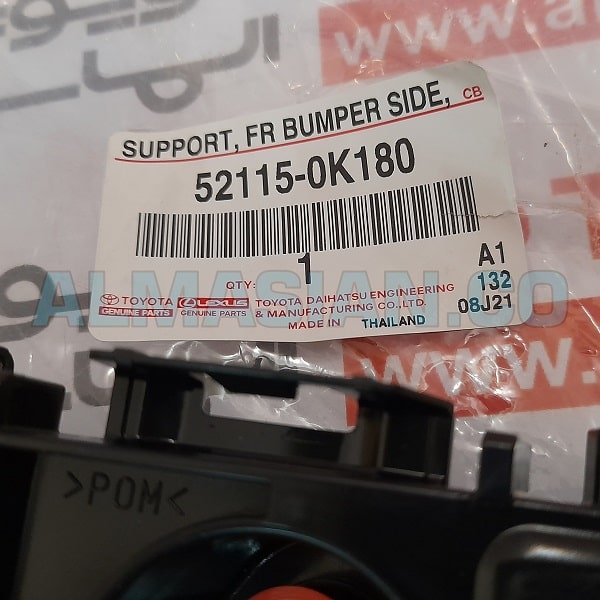 SUPPORT, FR BUMPER SIDE, CB
52115-0K180
QTY: 1 A1
132
08J21
TOYOTA GENUINE PARTS
LEXUS GENUINE PARTS
TOYOTA DAIHATSU ENGINEERING
& MANUFACTURING CO., LTD.
MADE IN THAILAND
ALMASIAN.CO
>POM<
www.a
www.